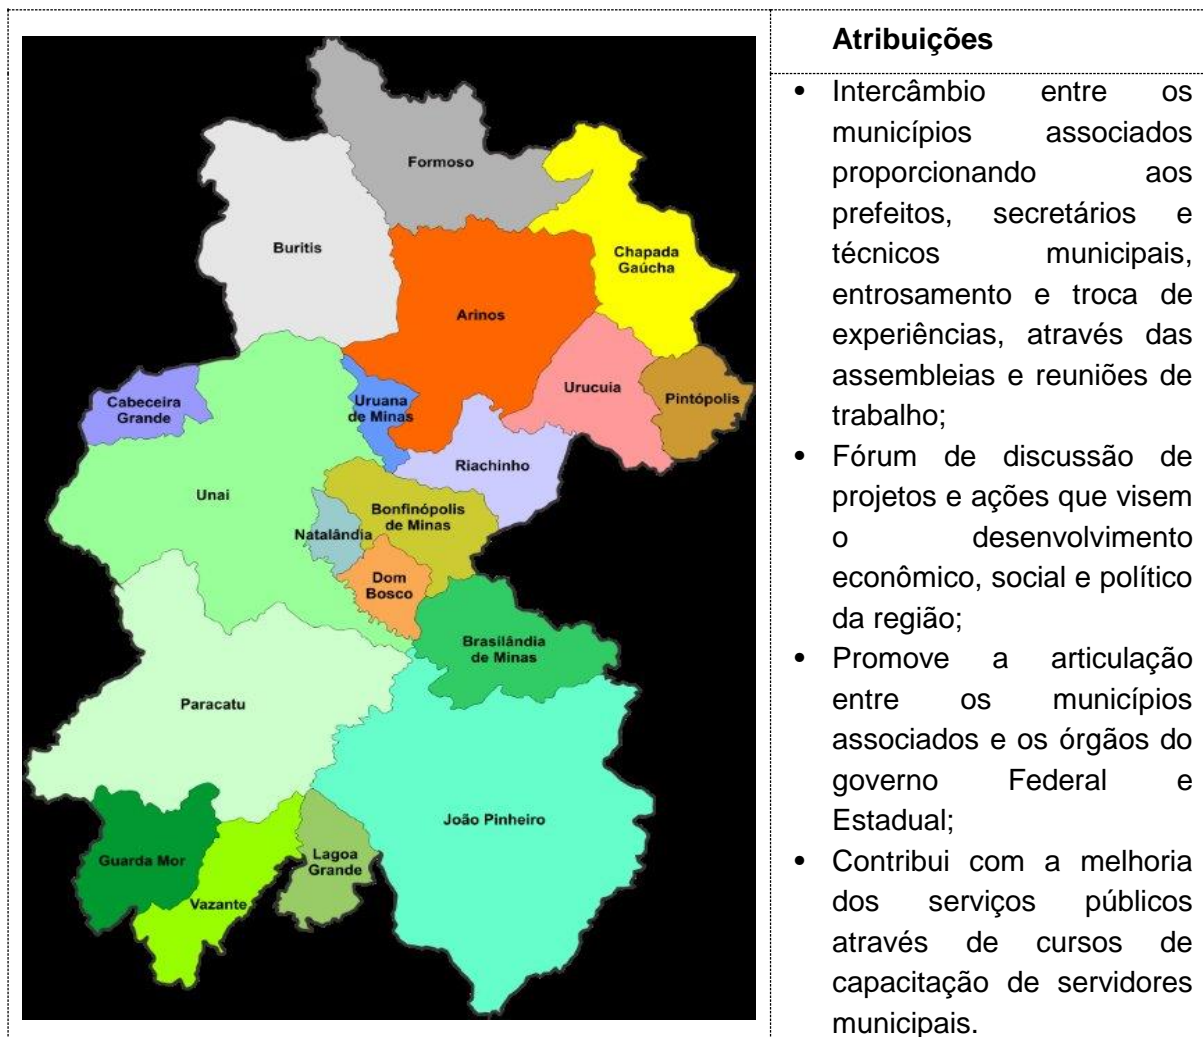 Formoso
Buritis
Chapada
Gaúcha
Arinos
Urucuia
Pintópolis
Cabeceira
Grande
Uruana
de Minas
Riachinho
Unai
Bonfinópolis
de Minas
Natalândia
Dom
Bosco
Brasilândia
de Minas
Paracatu
João Pinheiro
Guarda Mor
Lagoa
Grande
Vazante
Atribuições
• Intercâmbio entre os
municípios associados
proporcionando aos
prefeitos, secretários e
técnicos municipais,
entrosamento e troca de
experiências, através das
assembleias e reuniões de
trabalho;
• Fórum de discussão de
projetos e ações que visem
o desenvolvimento
econômico, social e político
da região;
• Promove a articulação
entre os municípios
associados e os órgãos do
governo Federal e
Estadual;
• Contribui com a melhoria
dos serviços públicos
através de cursos de
capacitação de servidores
municipais.